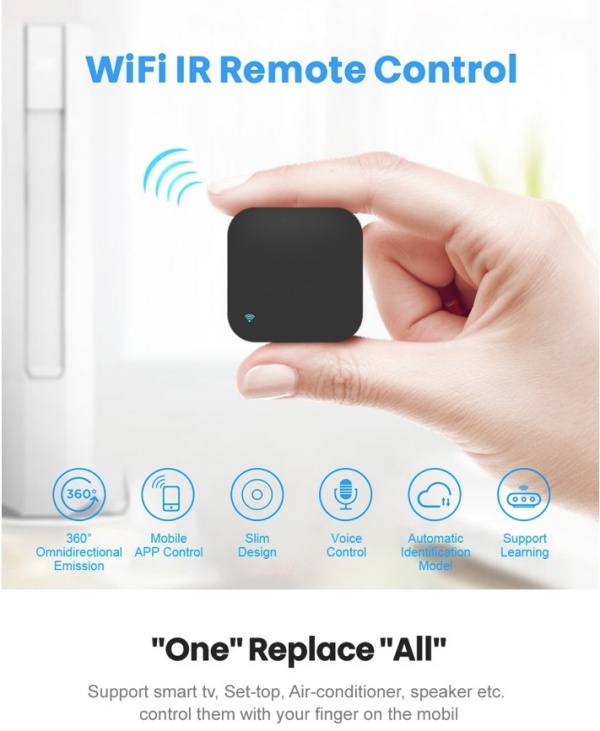 WiFi IR Remote Control
360°
360°
Omnidirectional
Emission
Mobile
APP Control
Slim
Design
Voice
Control
Automatic
Identification
Model
Support
Learning
"One" Replace "All"
Support smart tv, Set-top, Air-conditioner, speaker etc.
control them with your finger on the mobil